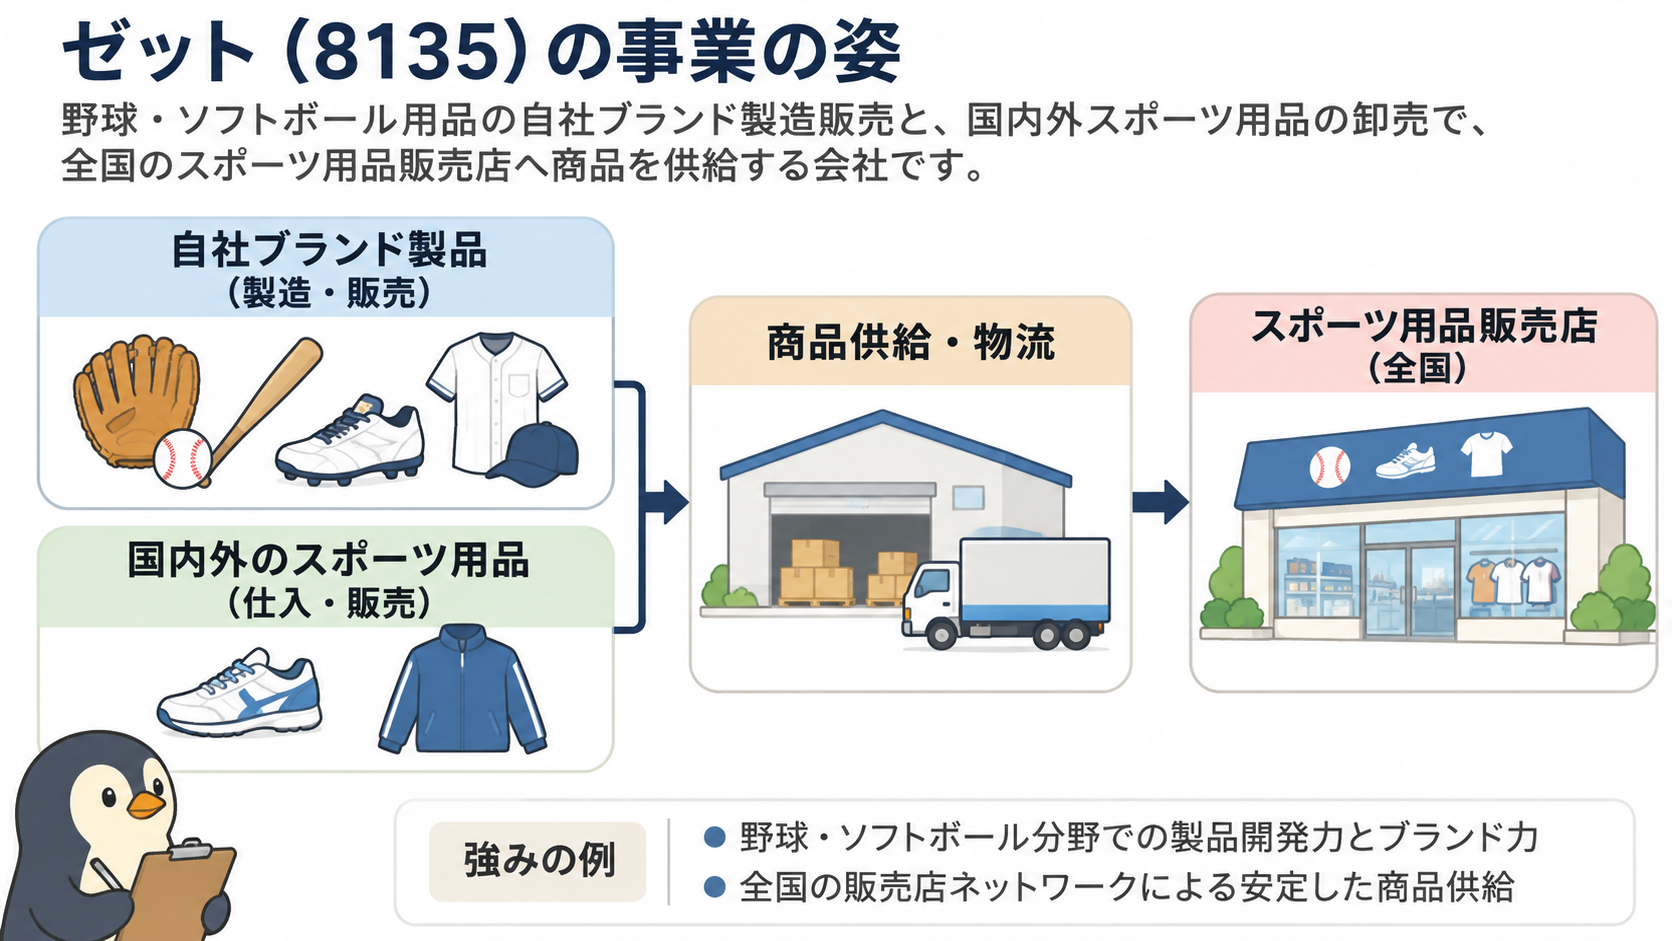 ゼット（8135）の事業の姿
野球・ソフトボール用品の自社ブランド製造販売と、国内外スポーツ用品の卸売で、
全国のスポーツ用品販売店へ商品を供給する会社です。
自社ブランド製品
（製造・販売）
国内外のスポーツ用品
（仕入・販売）
商品供給・物流
スポーツ用品販売店
（全国）
強みの例
● 野球・ソフトボール分野での製品開発力とブランド力
● 全国の販売店ネットワークによる安定した商品供給